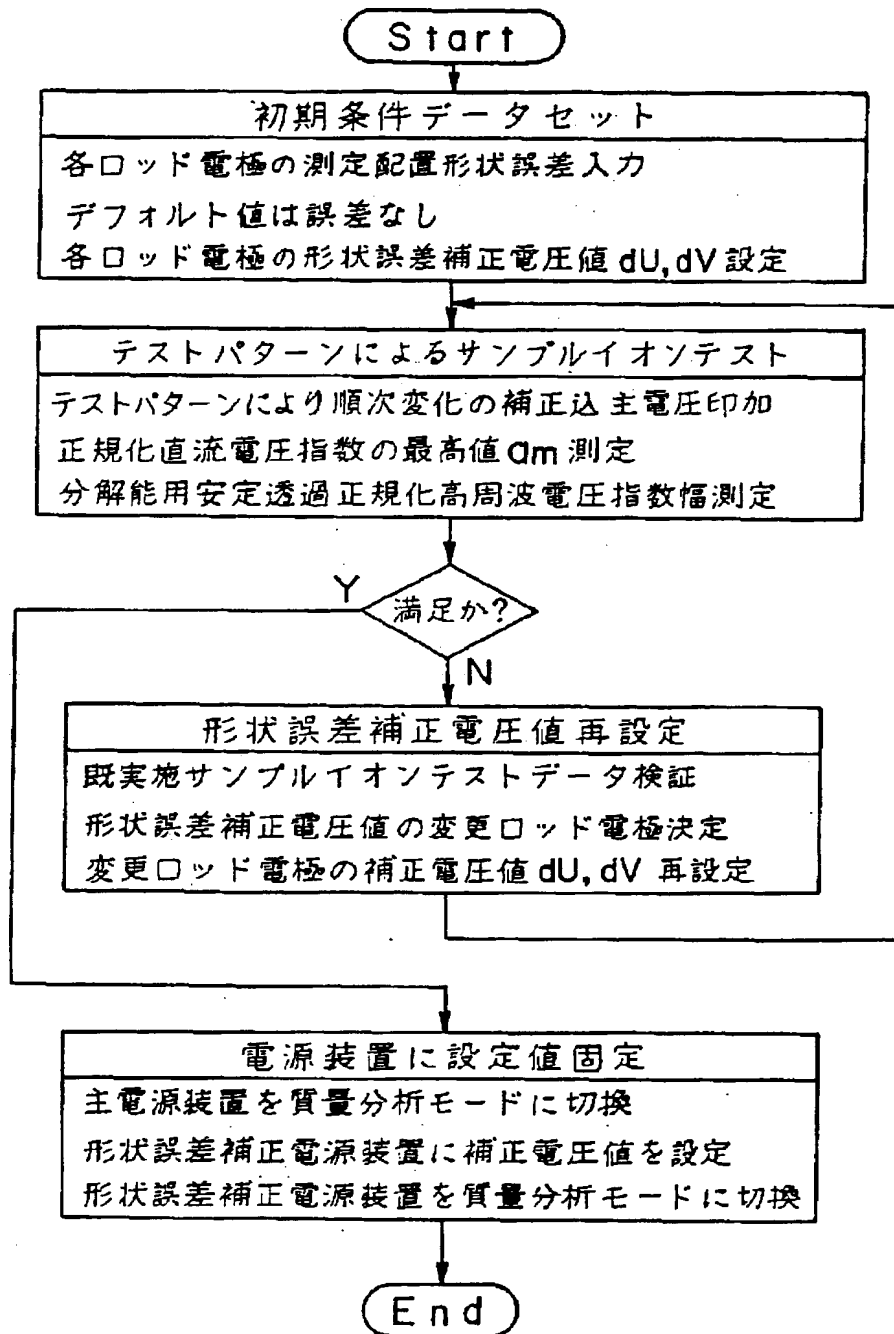 Start
初期条件データセット
各ロッド電極の測定配置形状誤差入力
デフォルト値は誤差なし
各ロッド電極の形状誤差補正電圧値 dU,dV 設定
テストパターンによるサンプルイオンテスト
テストパターンにより順次変化の補正込主電圧印加
正規化直流電圧指数の最高値 am 測定
分解能用安定透過正規化高周波電圧指数幅測定
Y
満足か?
N
形状誤差補正電圧値再設定
既実施サンプルイオンテストデータ検証
形状誤差補正電圧値の変更ロッド電極決定
変更ロッド電極の補正電圧値 dU, dV 再設定
電源装置に設定値固定
主電源装置を質量分析モードに切換
形状誤差補正電源装置に補正電圧値を設定
形状誤差補正電源装置を質量分析モードに切換
End